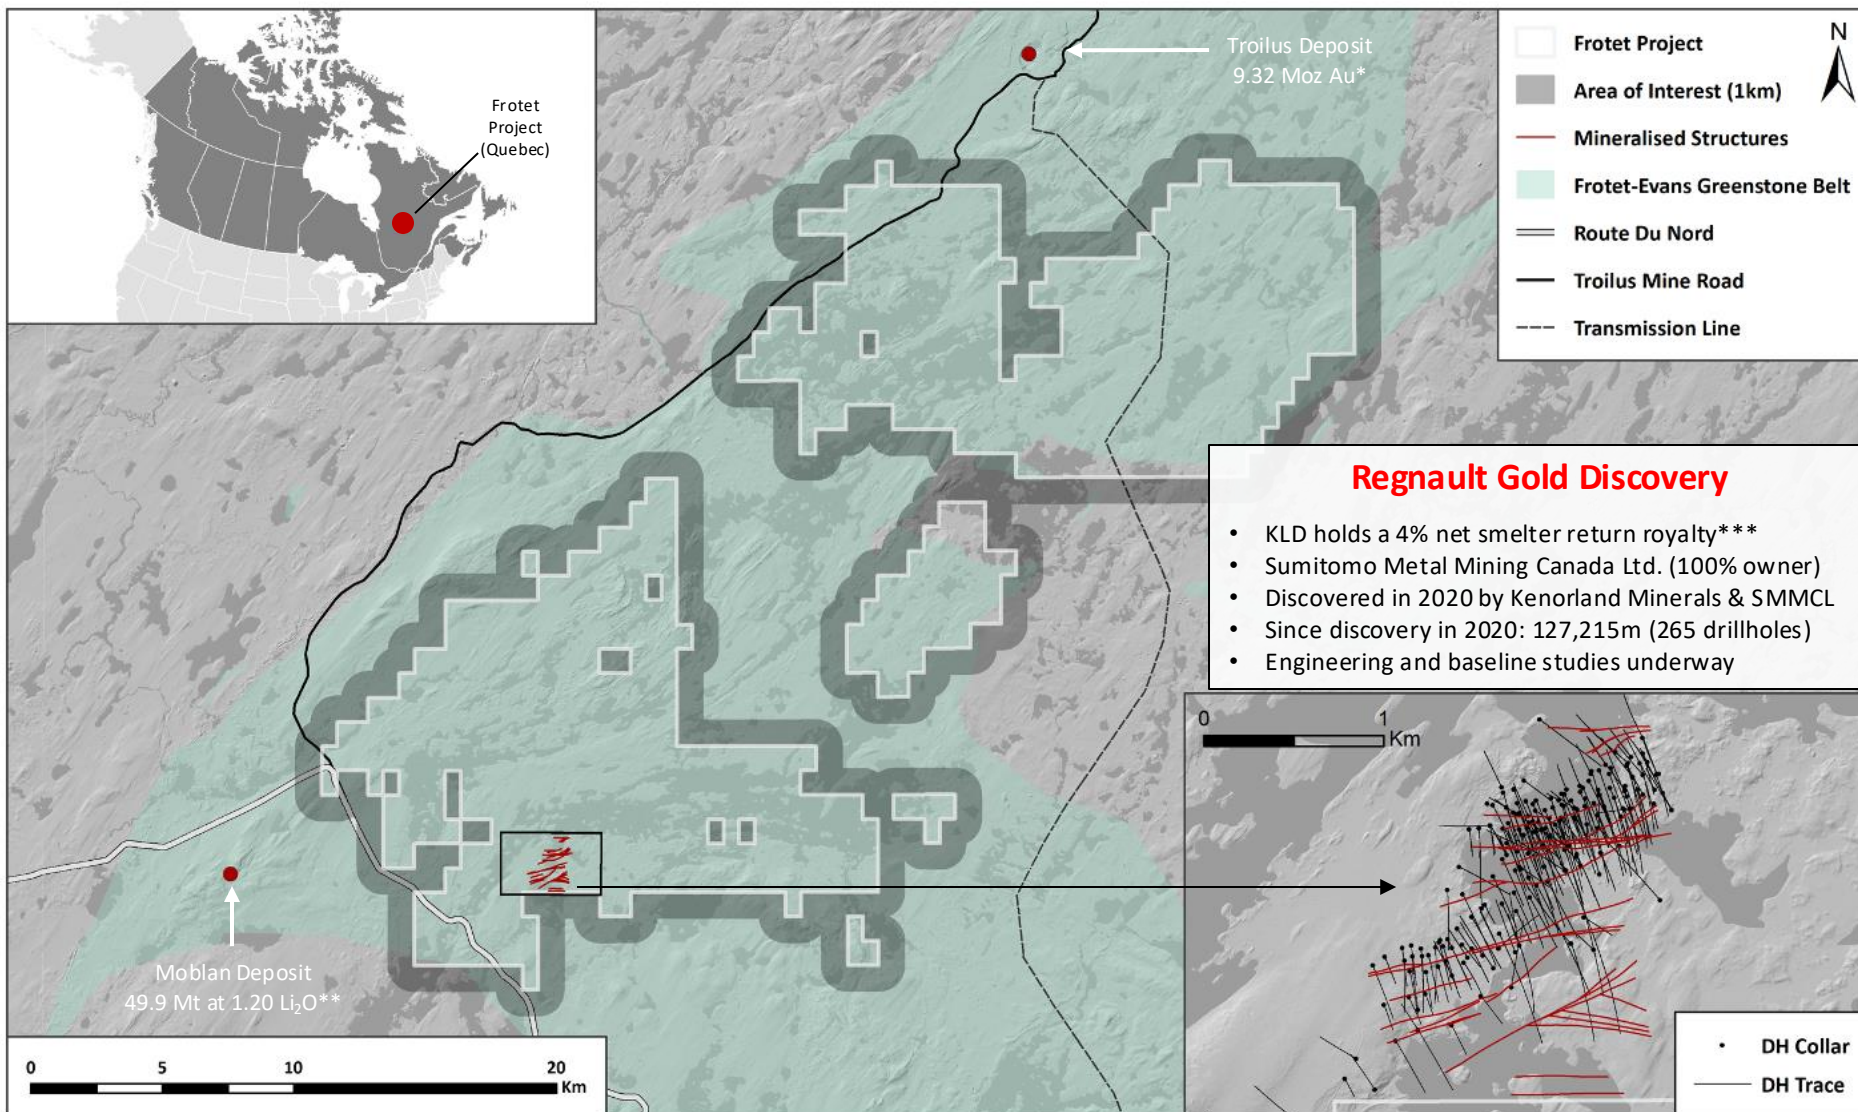 Frotet
Project
(Quebec)
Troilus Deposit
9.32 Moz Au*
Frotet Project
Area of Interest (1km)
Mineralised Structures
Frotet-Evans Greenstone Belt
Route Du Nord
Troilus Mine Road
Transmission Line
N
Regnault Gold Discovery
• KLD holds a 4% net smelter return royalty***
• Sumitomo Metal Mining Canada Ltd. (100% owner)
• Discovered in 2020 by Kenorland Minerals & SMMCL
• Since discovery in 2020: 127,215m (265 drillholes)
• Engineering and baseline studies underway
0 1
Km
Moblan Deposit
49.9 Mt at 1.20 Li₂O**
0 5 10 20
Km
DH Collar
DH Trace